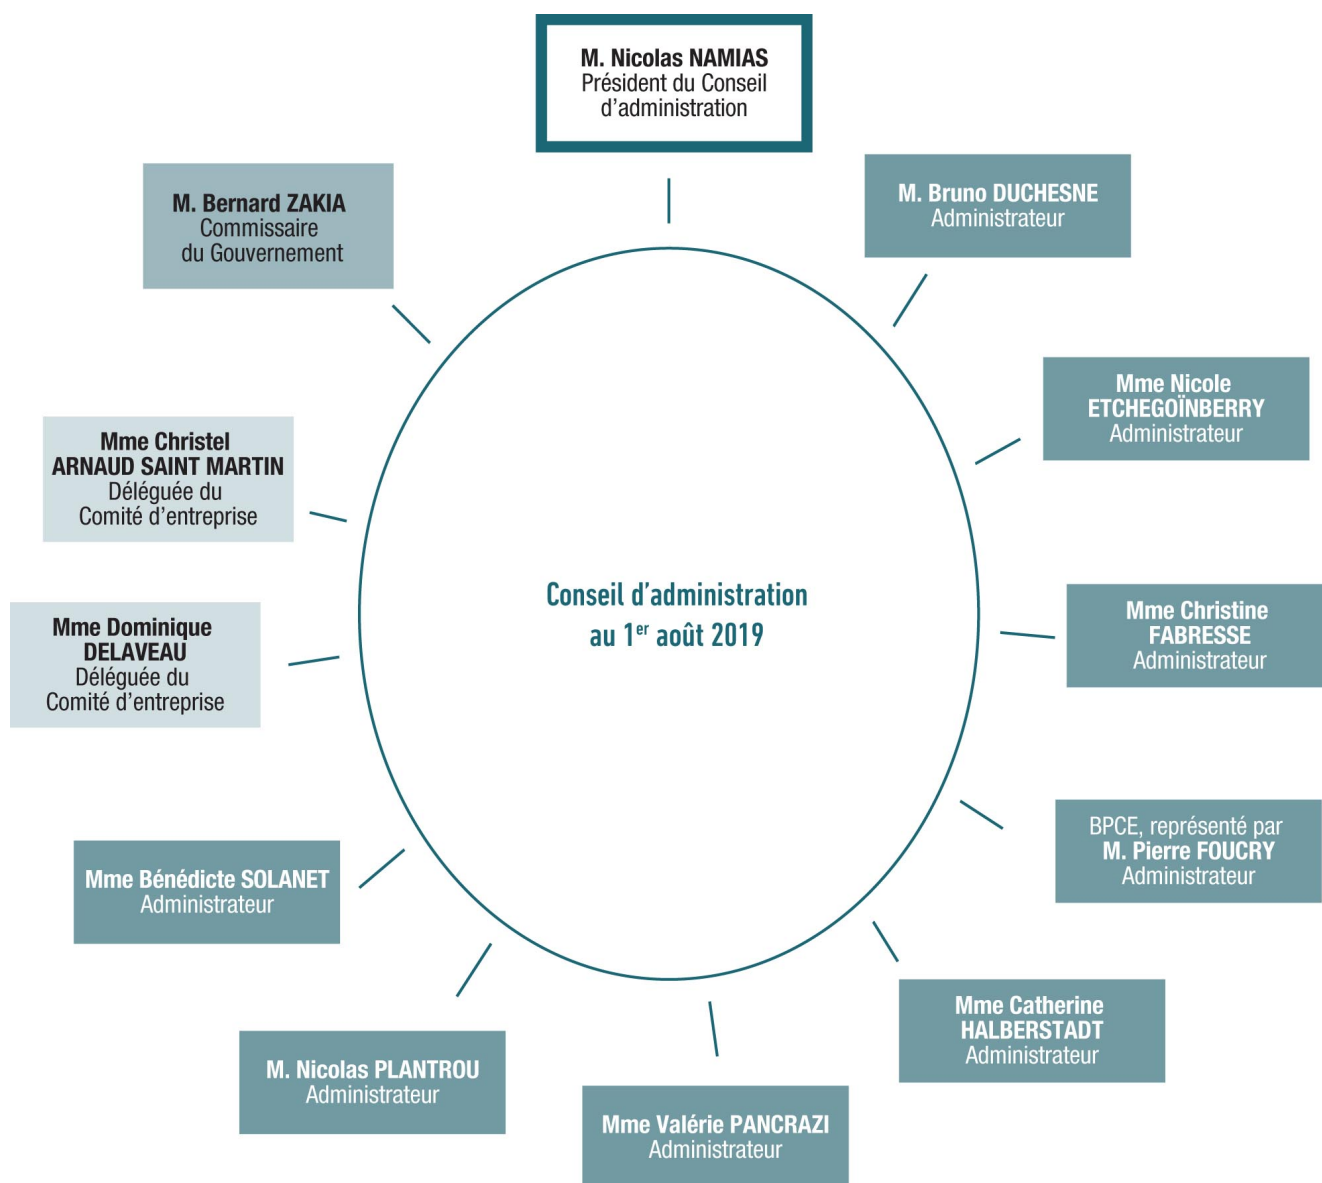 M. Nicolas NAMIAS
Président du Conseil
d’administration
M. Bruno DUCHESNE
Administrateur
Mme Nicole
ETCHEGOÏNBERRY
Administrateur
Mme Christine
FABRESSE
Administrateur
BPCE, représenté par
M. Pierre FOUCRY
Administrateur
Mme Catherine
HALBERSTADT
Administrateur
Mme Valérie PANCRAZI
Administrateur
M. Nicolas PLANTROU
Administrateur
Mme Bénédicte SOLANET
Administrateur
Mme Dominique
DELAVEAU
Déléguée du
Comité d’entreprise
Mme Christel
ARNAUD SAINT MARTIN
Déléguée du
Comité d’entreprise
M. Bernard ZAKIA
Commissaire
du Gouvernement
Conseil d’administration
au 1er août 2019